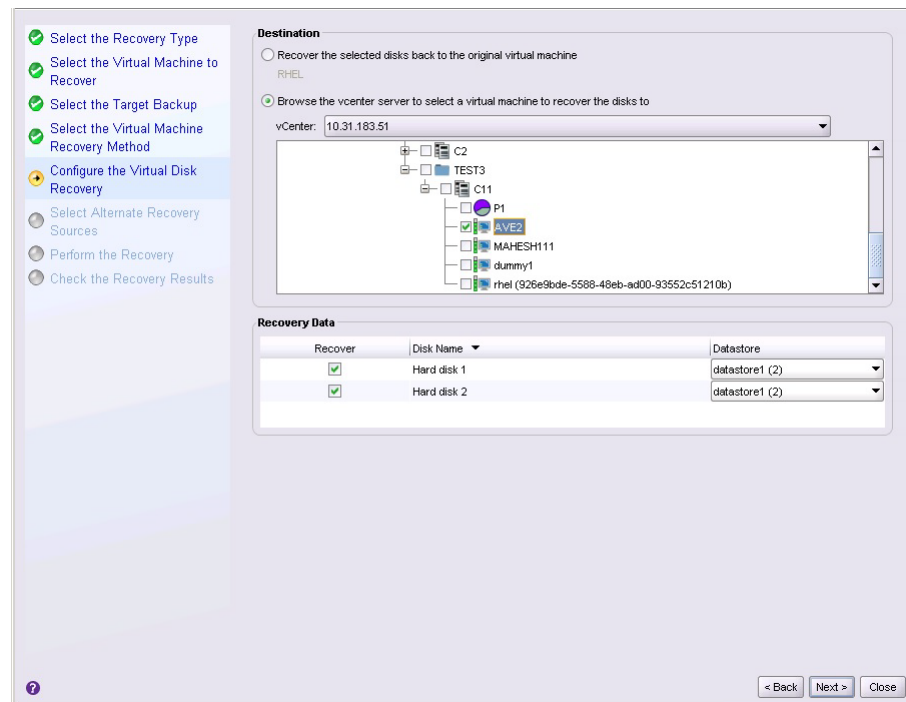 Select the Recovery Type
Select the Virtual Machine to
Recover
Select the Target Backup
Select the Virtual Machine
Recovery Method
Configure the Virtual Disk
Recovery
Select Alternate Recovery
Sources
Perform the Recovery
Check the Recovery Results
Destination
Recover the selected disks back to the original virtual machine
RHEL
Browse the vcenter server to select a virtual machine to recover the disks to
vCenter: 10.31.183.51
C2
TEST3
C11
P1
AVE2
MAHESH111
dummy1
rhel (926e9bde-5588-48eb-ad00-93552c51210b)
Recovery Data
Recover Disk Name Datastore
Hard disk 1 datastore1 (2)
Hard disk 2 datastore1 (2)
?
< Back Next > Close